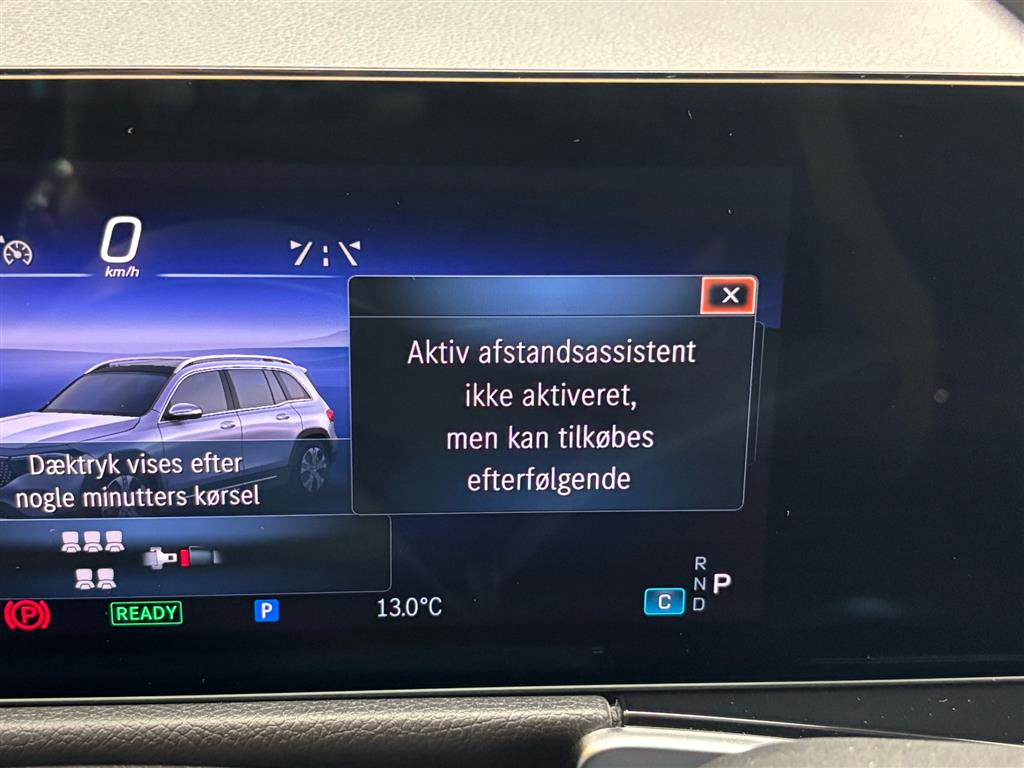 0
km/h
X
Aktiv afstandsassistent
ikke aktiveret,
men kan tilkøbes
efterfølgende
Dæktryk vises efter
nogle minutters kørsel
P
READY
P
13.0°C
C
R
N P
D